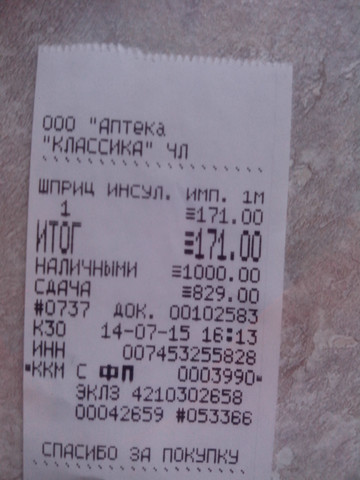 ООО "Аптека
"КЛАССИКА" ЧЛ
ШПРИЦ ИНСУЛ. ИМП. 1М
1
≡171.00
ИТОГ ≡171.00
НАЛИЧНЫМИ ≡1000.00
СДАЧА ≡829.00
#0737 ДОК. 00102583
К30 14-07-15 16:13
ИНН 007453255828
ККМ С ФП 0003990
ЭКЛЗ 4210302658
00042659 #053366
СПАСИБО ЗА ПОКУПКУ